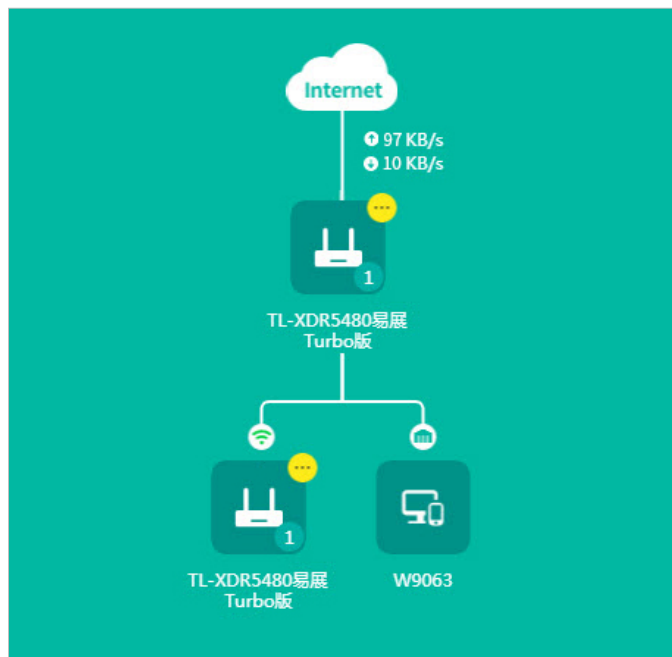 Internet
97 KB/s
10 KB/s
1
TL-XDR5480易展
Turbo版
1
TL-XDR5480易展
Turbo版
W9063